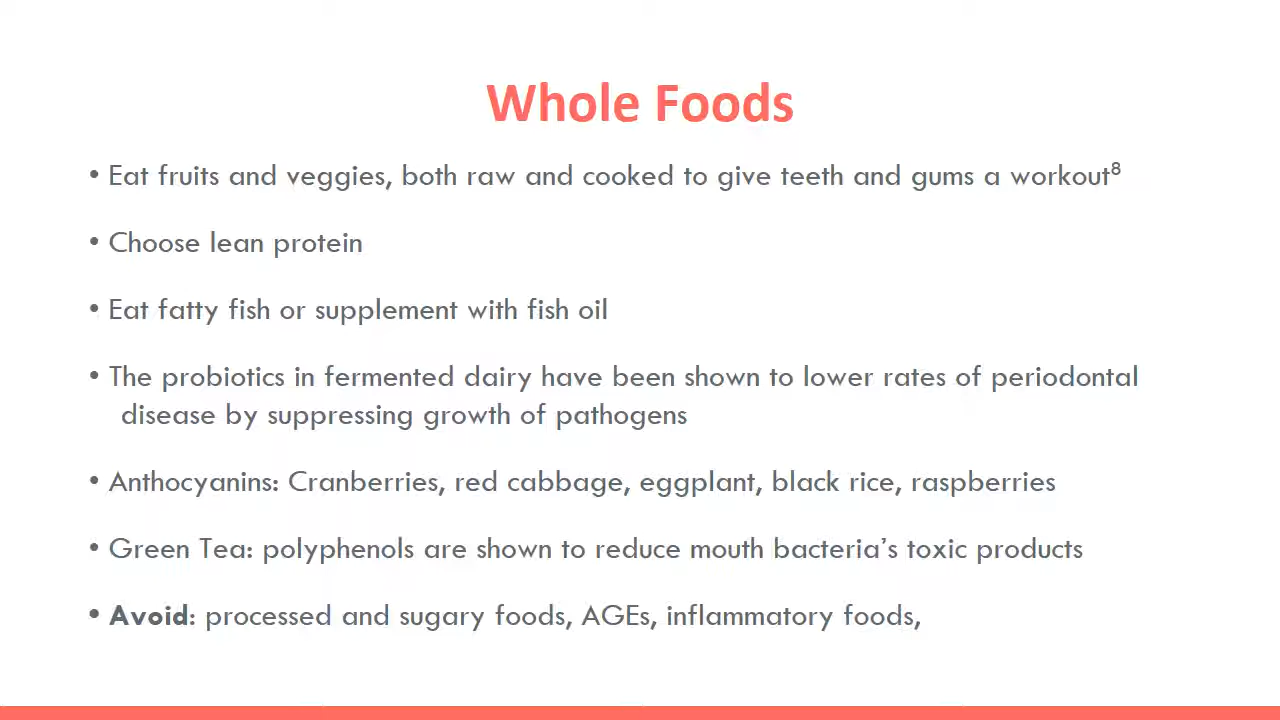 Whole Foods
• Eat fruits and veggies, both raw and cooked to give teeth and gums a workout⁸
• Choose lean protein
• Eat fatty fish or supplement with fish oil
• The probiotics in fermented dairy have been shown to lower rates of periodontal
disease by suppressing growth of pathogens
• Anthocyanins: Cranberries, red cabbage, eggplant, black rice, raspberries
• Green Tea: polyphenols are shown to reduce mouth bacteria’s toxic products
• Avoid: processed and sugary foods, AGEs, inflammatory foods,